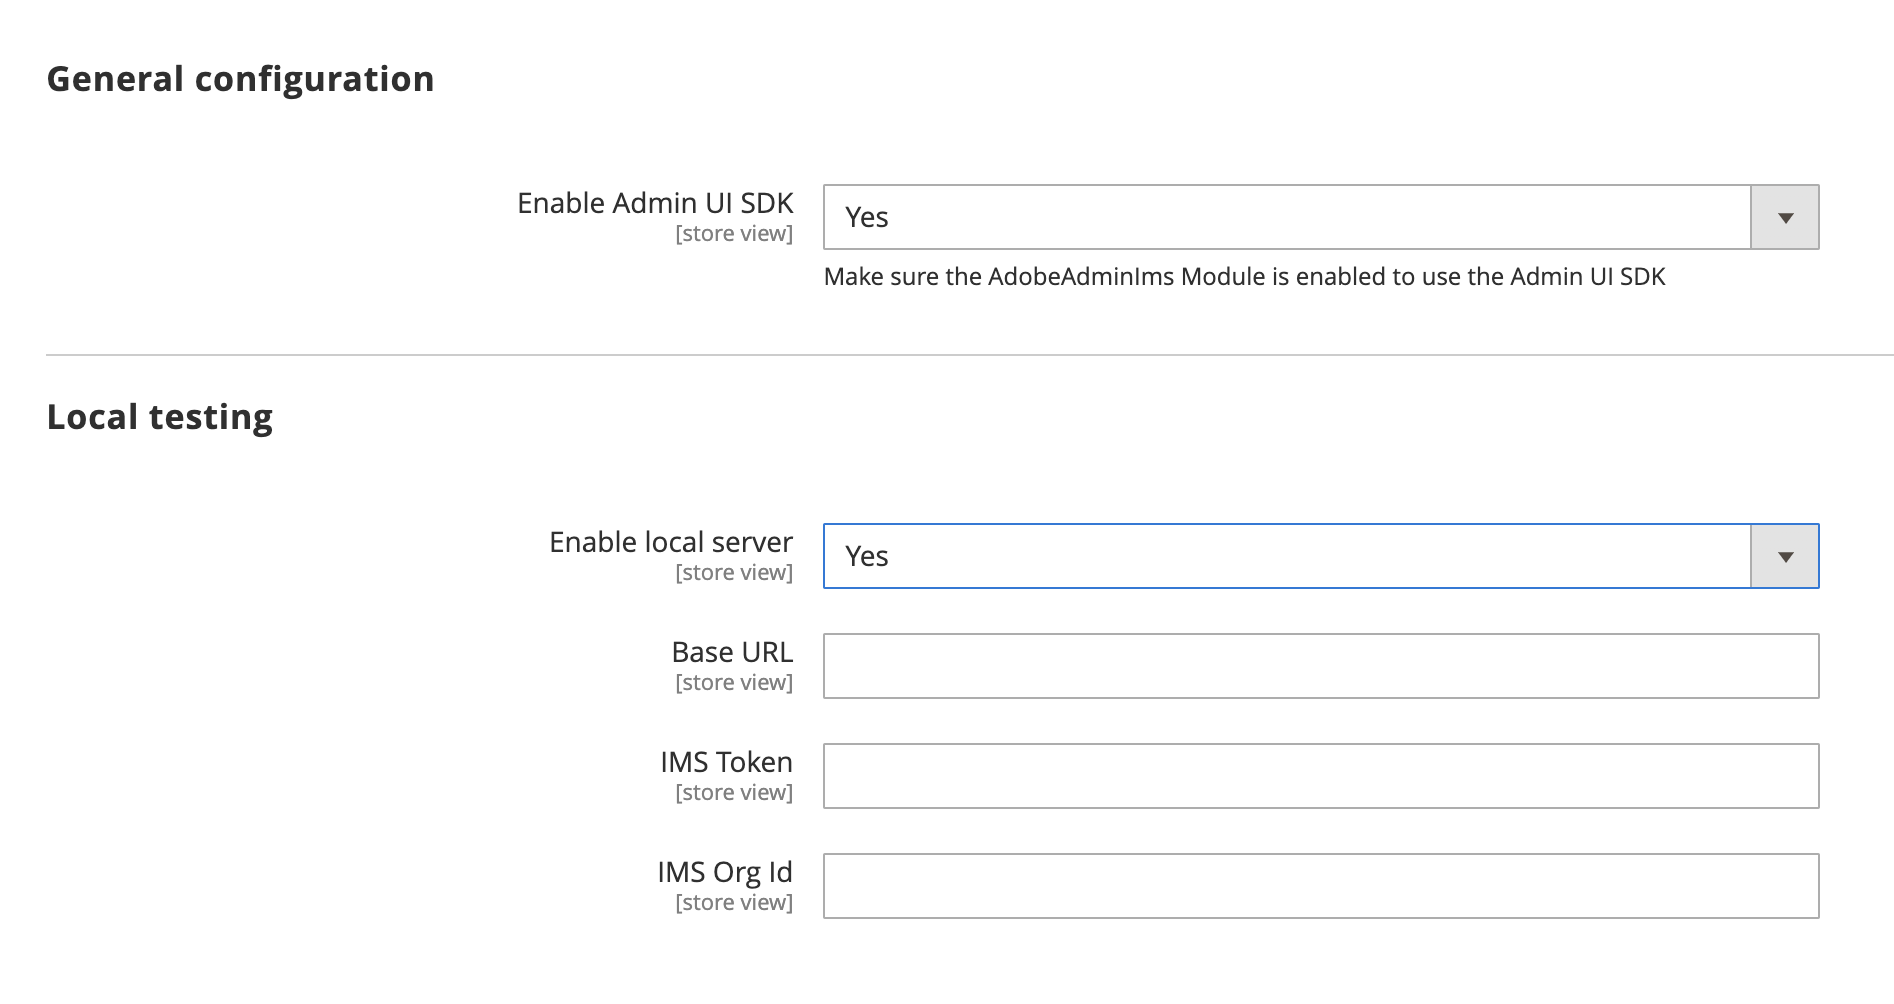 General configuration
Enable Admin UI SDK
[store view]
Yes
Make sure the AdobeAdminIms Module is enabled to use the Admin UI SDK
Local testing
Enable local server
[store view]
Yes
Base URL
[store view]
IMS Token
[store view]
IMS Org Id
[store view]